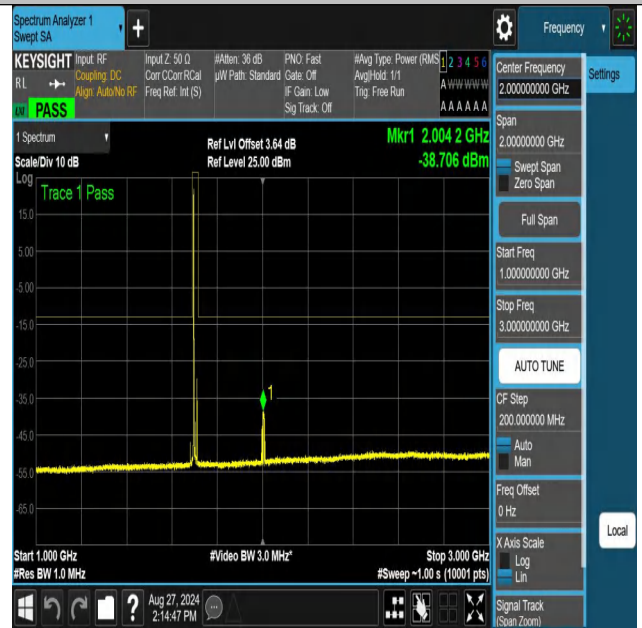 Spectrum Analyzer 1
Swept SA
+
Frequency
KEYSIGHT
RL
PASS
Input: RF
Coupling: DC
Align: Auto/No RF
Input Z: 50 Ω
Corr CCorr RCal
Freq Ref: Int (S)
#Atten: 36 dB
µW Path: Standard
PNO: Fast
Gate: Off
IF Gain: Low
Sig Track: Off
#Avg Type: Power (RMS
Avg|Hold: 1/1
Trig: Free Run
1 2 3 4 5 6
A W W W W W
A A A A A A
Settings
1 Spectrum
Scale/Div 10 dB
Log
Ref Lvl Offset 3.64 dB
Ref Level 25.00 dBm
Mkr1 2.004 2 GHz
-38.706 dBm
Trace 1 Pass
15.0
5.00
-5.00
-15.0
-25.0
-35.0
-45.0
-55.0
-65.0
1
Start 1.000 GHz
#Res BW 1.0 MHz
#Video BW 3.0 MHz*
Stop 3.000 GHz
#Sweep ~1.00 s (10001 pts)
Center Frequency
2.000000000 GHz
Span
2.00000000 GHz
Swept Span
Zero Span
Full Span
Start Freq
1.000000000 GHz
Stop Freq
3.000000000 GHz
AUTO TUNE
CF Step
200.000000 MHz
Auto
Man
Freq Offset
0 Hz
X Axis Scale
Log
Lin
Signal Track
(Span Zoom)
Local
?
Aug 27, 2024
2:14:47 PM